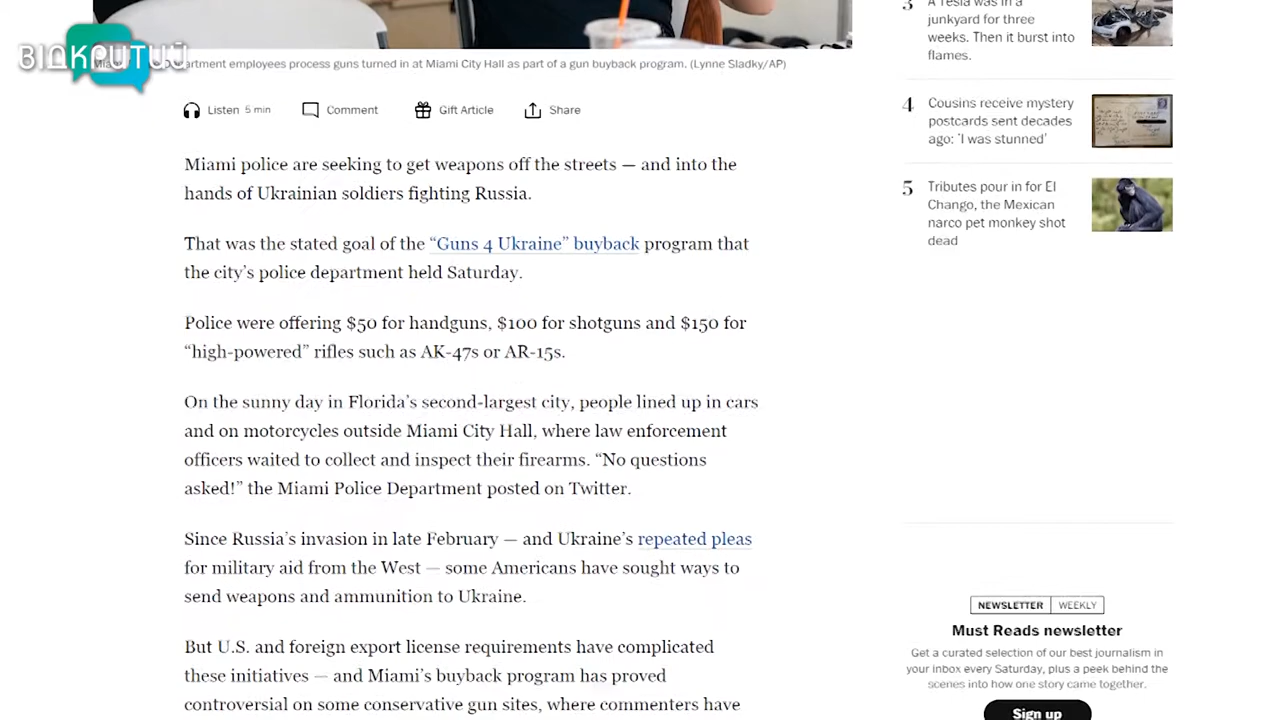 ВІДКРИТИЙ
partment employees process guns turned in at Miami City Hall as part of a gun buyback program. (Lynne Sladky/AP)
Listen 5 min
Comment
Gift Article
Share
Miami police are seeking to get weapons off the streets — and into the
hands of Ukrainian soldiers fighting Russia.
That was the stated goal of the “Guns 4 Ukraine” buyback program that
the city’s police department held Saturday.
Police were offering $50 for handguns, $100 for shotguns and $150 for
“high-powered” rifles such as AK-47s or AR-15s.
On the sunny day in Florida’s second-largest city, people lined up in cars
and on motorcycles outside Miami City Hall, where law enforcement
officers waited to collect and inspect their firearms. “No questions
asked!” the Miami Police Department posted on Twitter.
Since Russia’s invasion in late February — and Ukraine’s repeated pleas
for military aid from the West — some Americans have sought ways to
send weapons and ammunition to Ukraine.
But U.S. and foreign export license requirements have complicated
these initiatives — and Miami’s buyback program has proved
controversial on some conservative gun sites, where commenters have
3
A Tesla was in a
junkyard for three
weeks. Then it burst into
flames.
4
Cousins receive mystery
postcards sent decades
ago: ‘I was stunned’
5
Tributes pour in for El
Chango, the Mexican
narco pet monkey shot
dead
NEWSLETTER WEEKLY
Must Reads newsletter
Get a curated selection of our best journalism in
your inbox every Saturday, plus a peek behind the
scenes into how one story came together.
Sign up